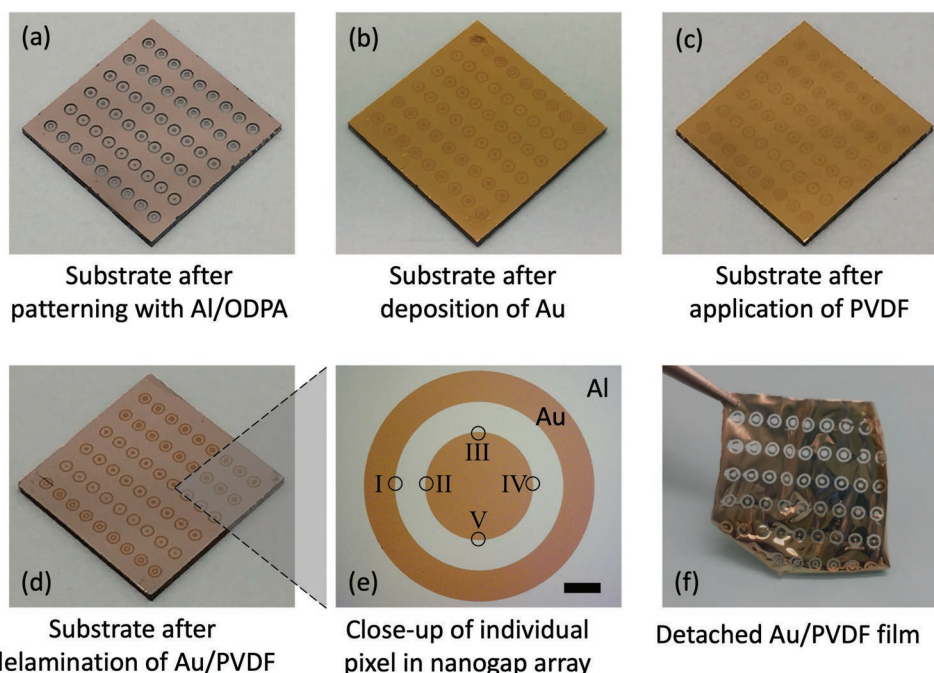 (a)
(b)
(c)
Substrate after
patterning with Al/ODPA
Substrate after
deposition of Au
Substrate after
application of PVDF
(d)
(e)
Al
Au
III
I
II
IV
V
(f)
Substrate after
delamination of Au/PVDF
Close-up of individual
pixel in nanogap array
Detached Au/PVDF film